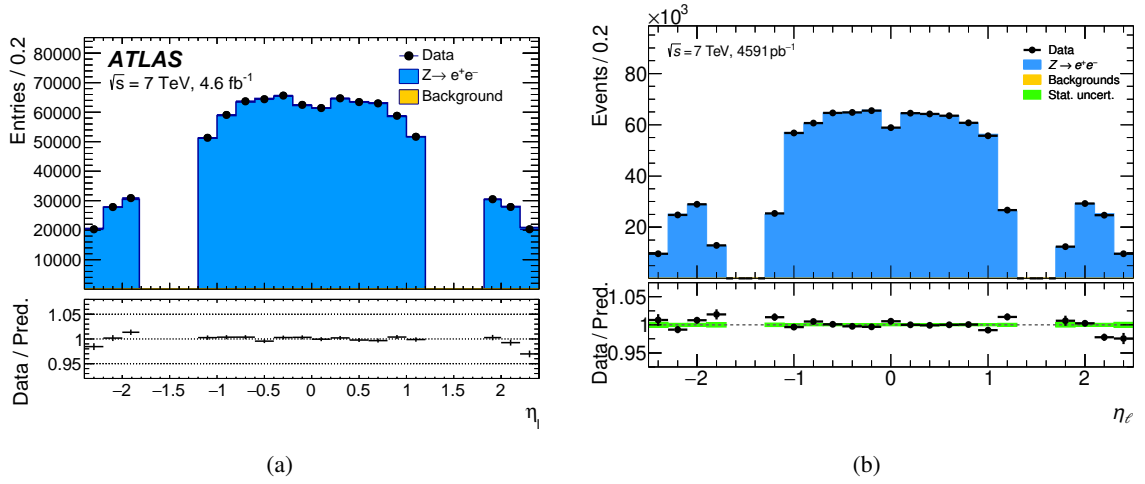 ATLAS
√s = 7 TeV, 4.6 fb⁻¹
Data
Z→ e⁺e⁻
Background
Entries / 0.2
80000
70000
60000
50000
40000
30000
20000
10000
Data / Pred.
1.05
1
0.95
−2 −1.5 −1 −0.5 0 0.5 1 1.5 2
η_l
(a)
×10³
√s = 7 TeV, 4591 pb⁻¹
Data
Z → e⁺e⁻
Backgrounds
Stat. uncert.
Events / 0.2
80
60
40
20
0
Data / Pred.
1.05
1
0.95
−2 −1 0 1 2
η_ℓ
(b)